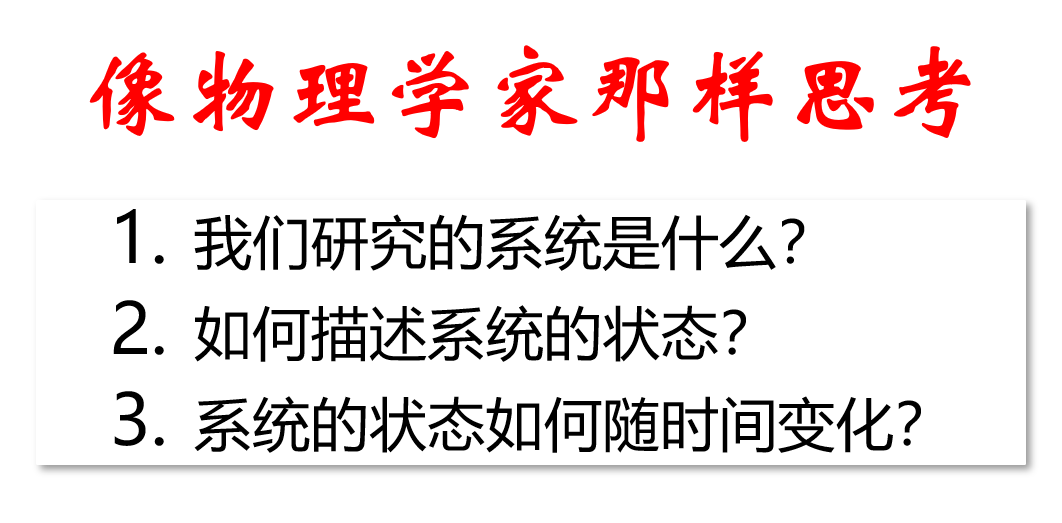 像物理学家那样思考
1. 我们研究的系统是什么？
2. 如何描述系统的状态？
3. 系统的状态如何随时间变化？